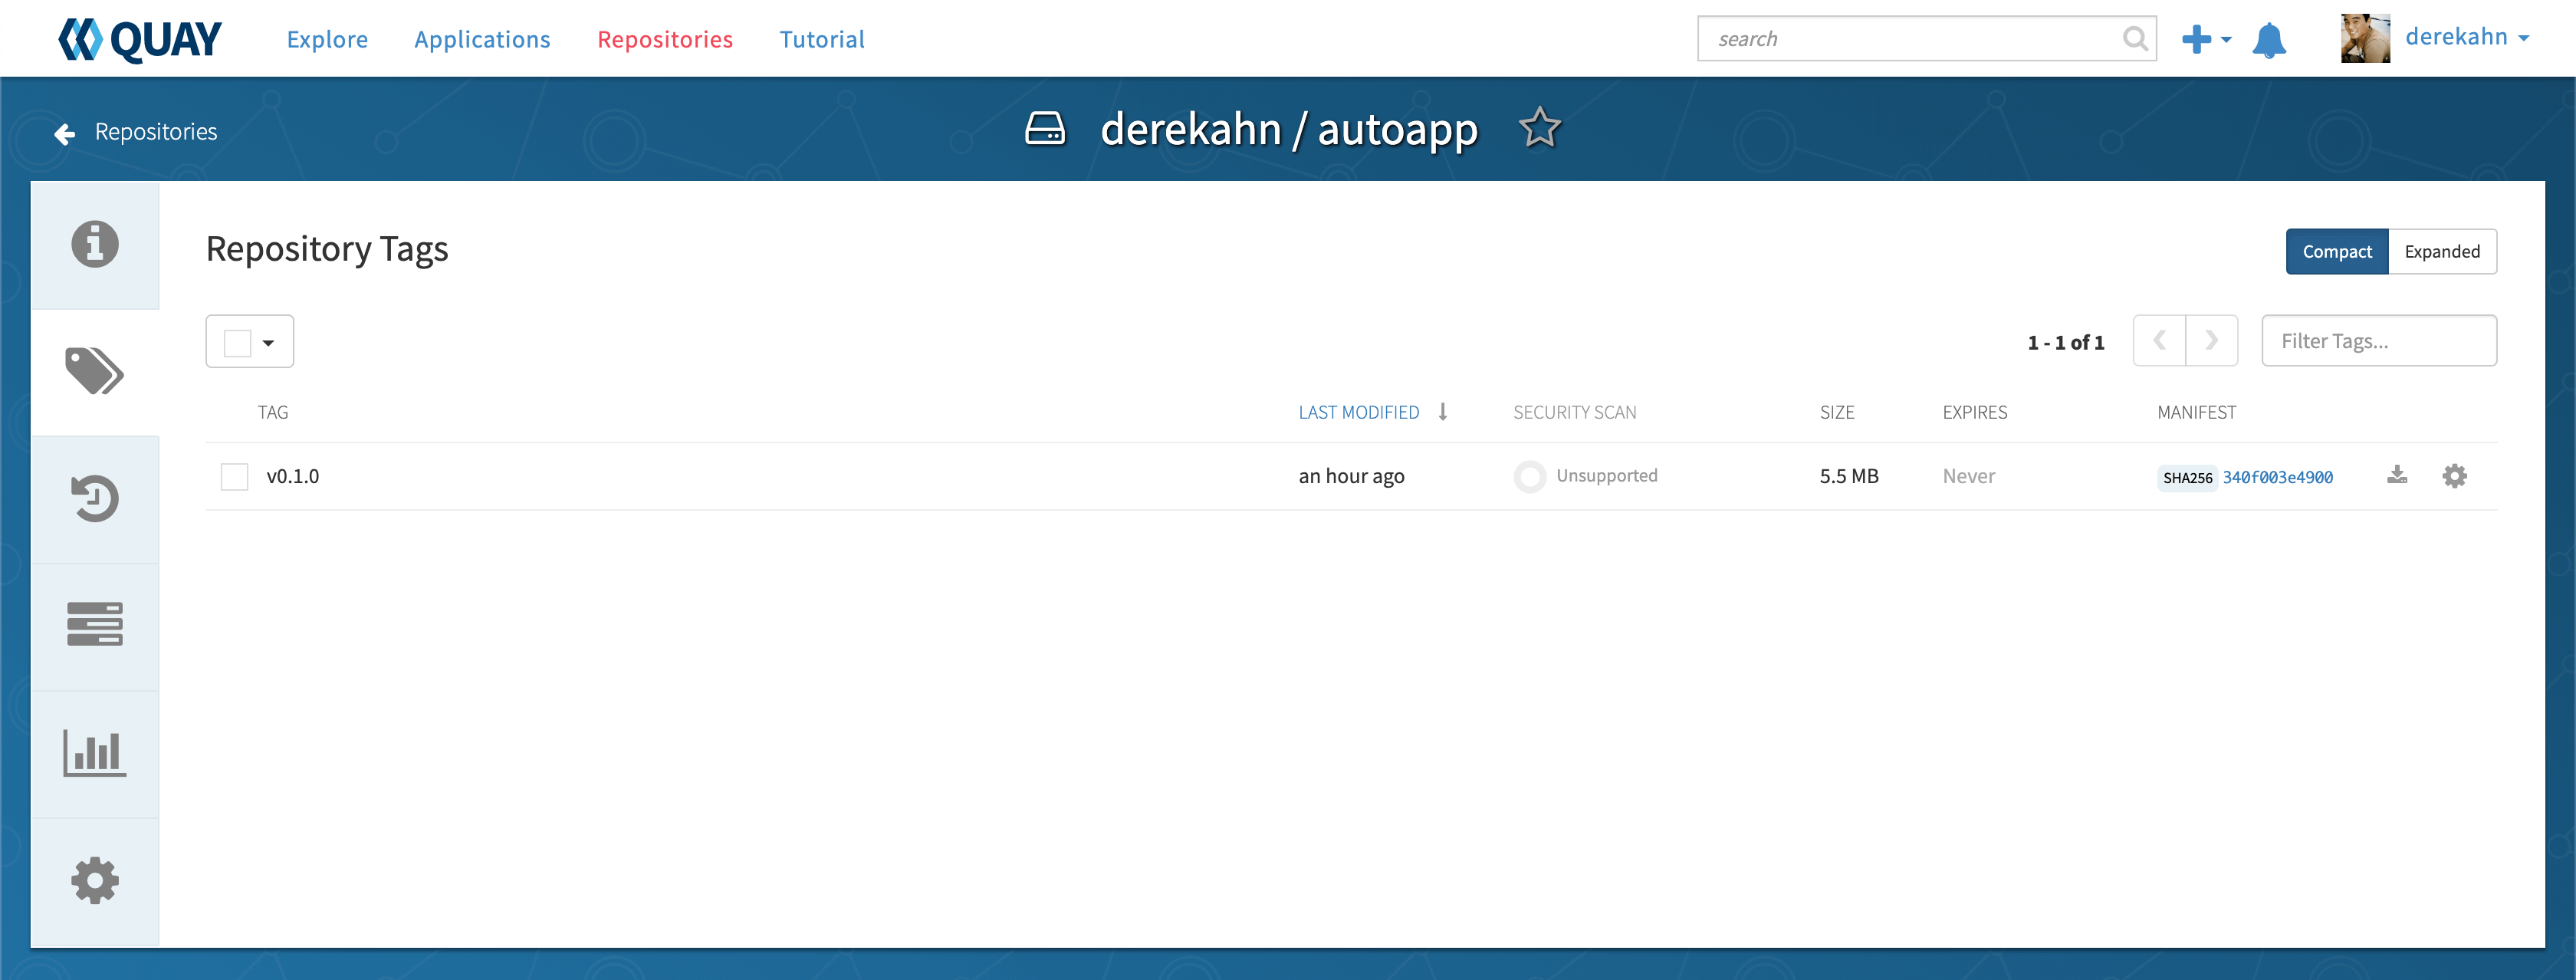 QUAY Explore Applications Repositories Tutorial search derekahn
Repositories derekahn / autoapp
Repository Tags Compact Expanded
1 - 1 of 1 Filter Tags...
TAG LAST MODIFIED SECURITY SCAN SIZE EXPIRES MANIFEST
v0.1.0 an hour ago Unsupported 5.5 MB Never SHA256 340f003e4900